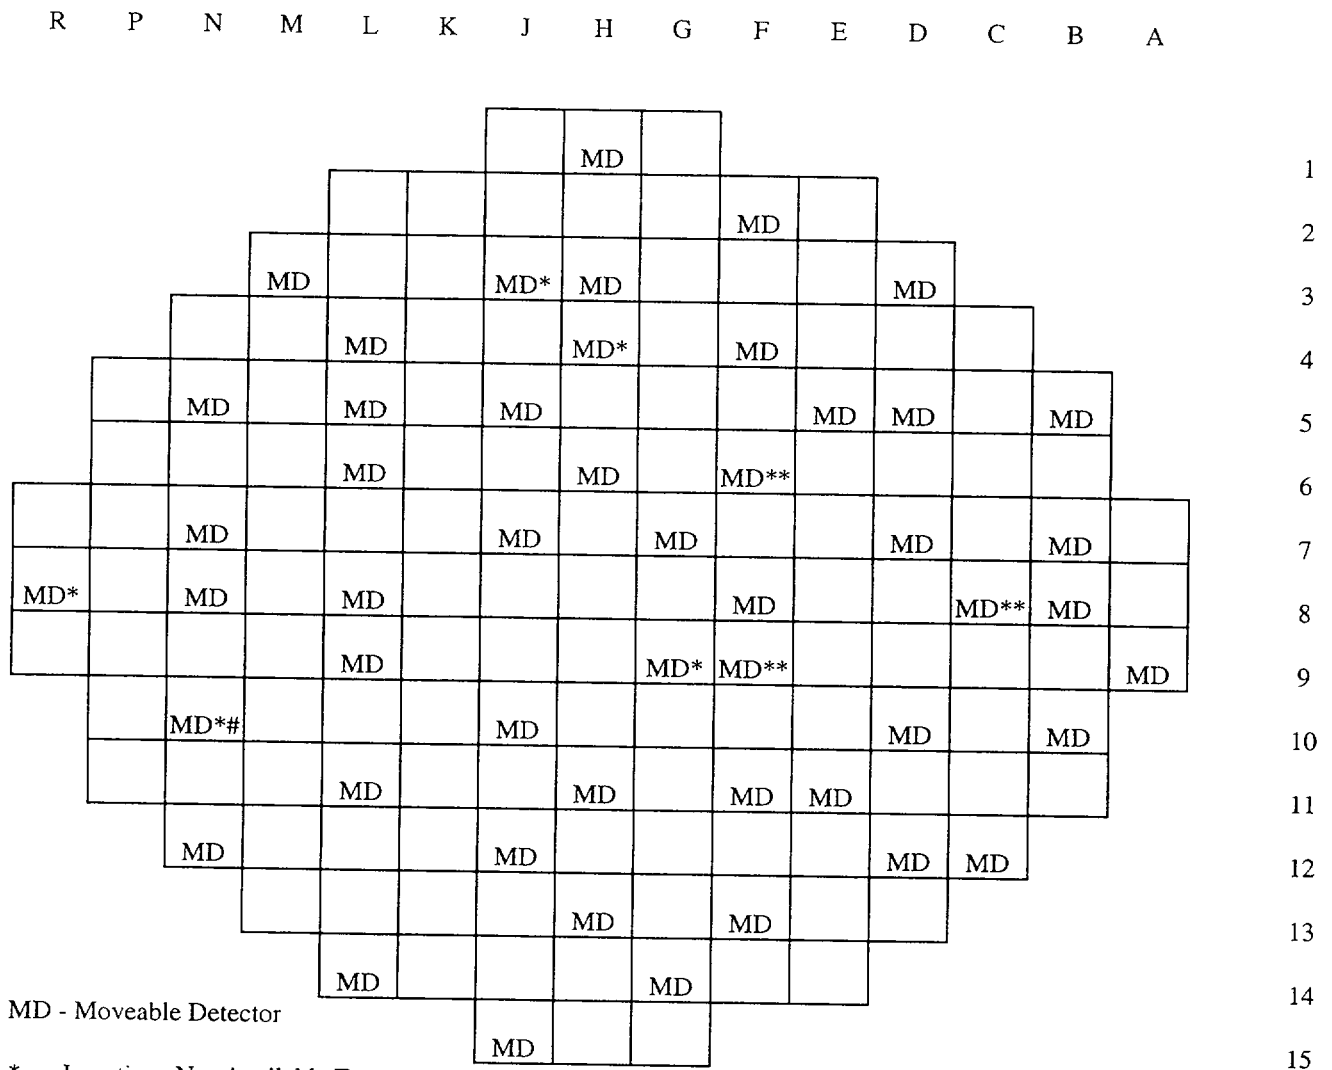 R P N M L K J H G F E D C B A
MD 1
MD 2
MD MD* MD MD 3
MD MD* MD 4
MD MD MD MD MD MD 5
MD MD MD** 6
MD MD MD MD MD 7
MD* MD MD MD MD** MD 8
MD MD* MD** MD 9
MD*# MD MD MD 10
MD MD MD MD 11
MD MD MD MD 12
MD MD 13
MD MD 14
MD - Moveable Detector
MD 15